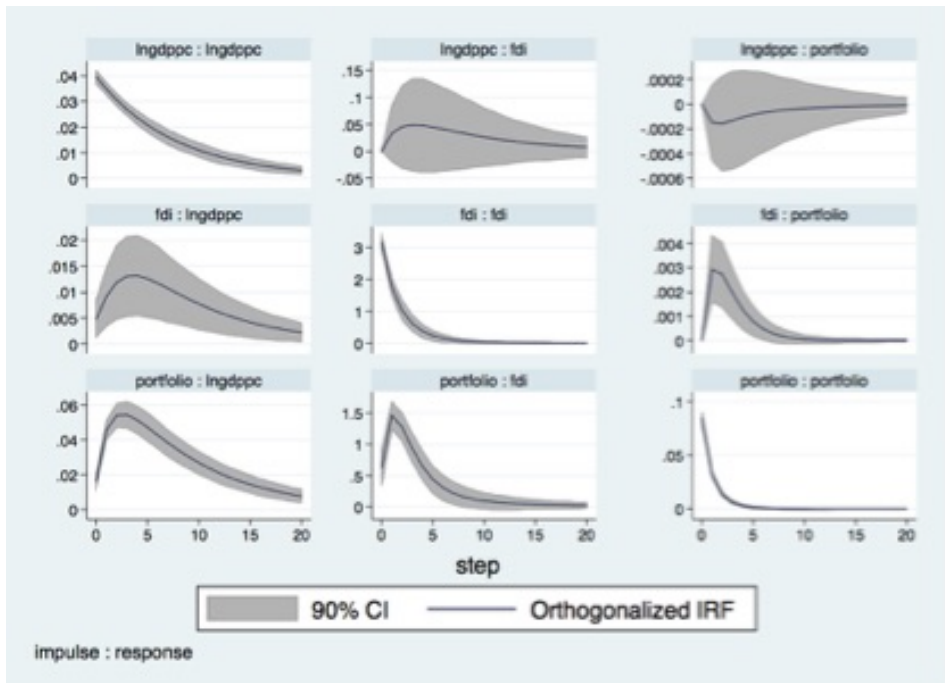 lngdppc : lngdppc
lngdppc : fdi
lngdppc : portfolio
.04
.03
.02
.01
0
.15
.1
.05
0
-.05
.0002
0
-.0002
-.0004
-.0006
fdi : lngdppc
fdi : fdi
fdi : portfolio
.02
.015
.01
.005
0
3
2
1
0
.004
.003
.002
.001
0
portfolio : lngdppc
portfolio : fdi
portfolio : portfolio
.06
.04
.02
0
1.5
1
.5
0
.1
.05
0
0 5 10 15 20
0 5 10 15 20
0 5 10 15 20
step
90% CI
Orthogonalized IRF
impulse : response